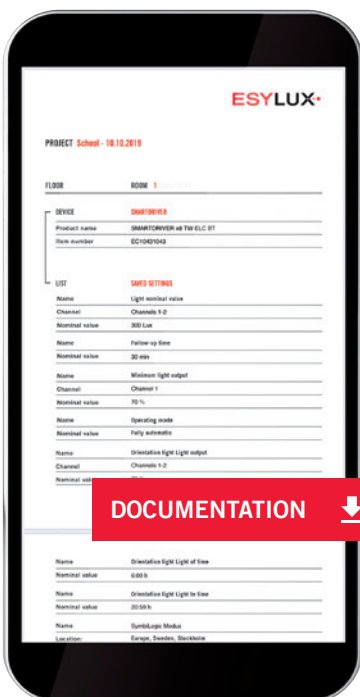 ESYLUX
PROJECT School - 10.10.2019
FLOOR ROOM 1
DEVICE SMARTDRIVER
Product name SMARTDRIVER x8 TW ELC BT
Item number EC10431043
LIST SAVED SETTINGS
Name Light nominal value
Channel Channels 1-2
Nominal value 300 Lux
Name Follow-up time
Nominal value 30 min
Name Minimum light output
Channel Channel 1
Nominal value 70 %
Name Operating mode
Nominal value Fully automatic
Name Orientation light Light output
Channel Channels 1-2
Nominal
DOCUMENTATION
Name Orientation light Light of time
Nominal value 6:00 h
Name Orientation light Light to time
Nominal value 20:59 h
Name SymbiLogic Modus
Location: Europe, Sweden, Stockholm